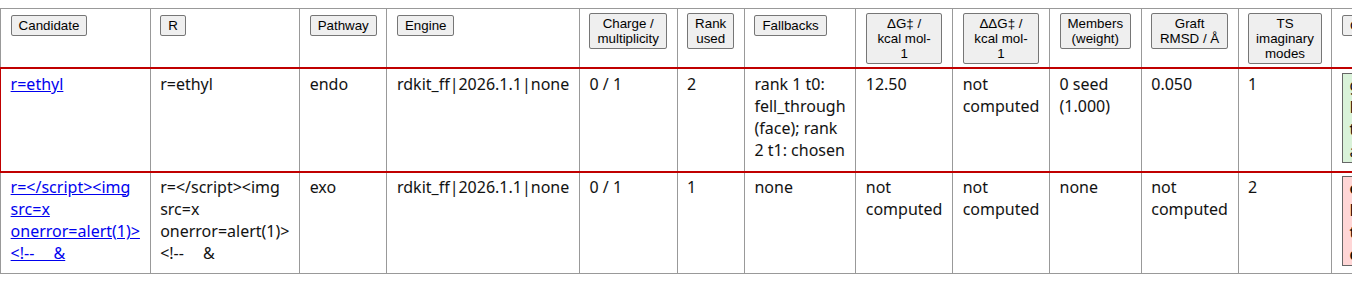 Candidate R Pathway Engine Charge / multiplicity Rank used Fallbacks ΔG‡ / kcal mol-1 ΔΔG‡ / kcal mol-1 Members (weight) Graft RMSD / Å TS imaginary modes
r=ethyl r=ethyl endo rdkit_ff|2026.1.1|none 0 / 1 2 rank 1 t0: 12.50 not 0 seed 0.050 1
fell_through computed (1.000)
(face); rank
2 t1: chosen
r=</script><img r=</script><img exo rdkit_ff|2026.1.1|none 0 / 1 1 none not not none not 2
src=x src=x computed computed computed
onerror=alert(1)> onerror=alert(1)>
<!-- & <!-- &